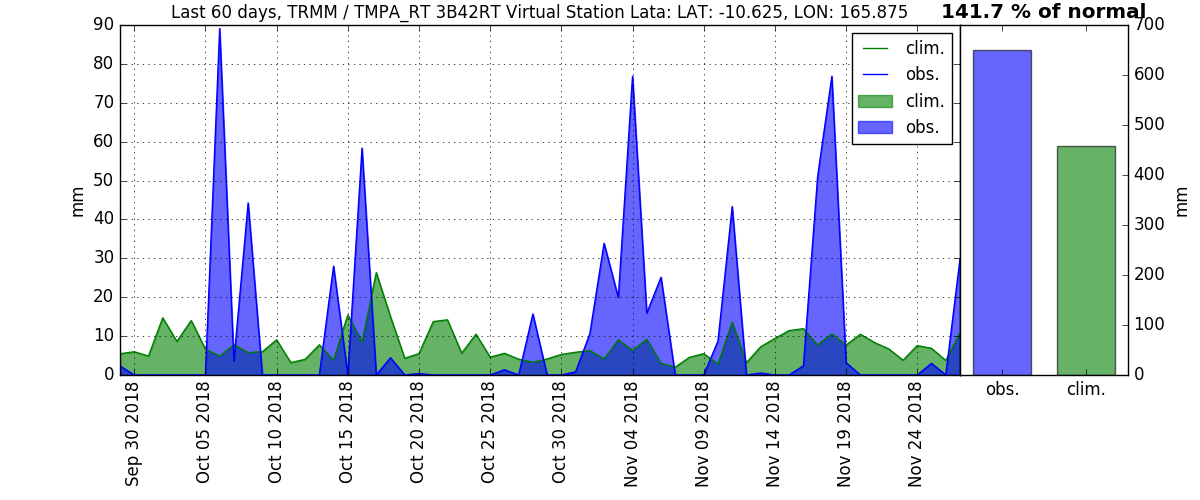 Last 60 days, TRMM / TMPA_RT 3B42RT Virtual Station Lata: LAT: -10.625, LON: 165.875
141.7 % of normal
90
80
70
60
50
40
30
20
10
0
mm
clim.
obs.
clim.
obs.
Sep 30 2018
Oct 05 2018
Oct 10 2018
Oct 15 2018
Oct 20 2018
Oct 25 2018
Oct 30 2018
Nov 04 2018
Nov 09 2018
Nov 14 2018
Nov 19 2018
Nov 24 2018
700
600
500
400
300
200
100
0
mm
obs.
clim.